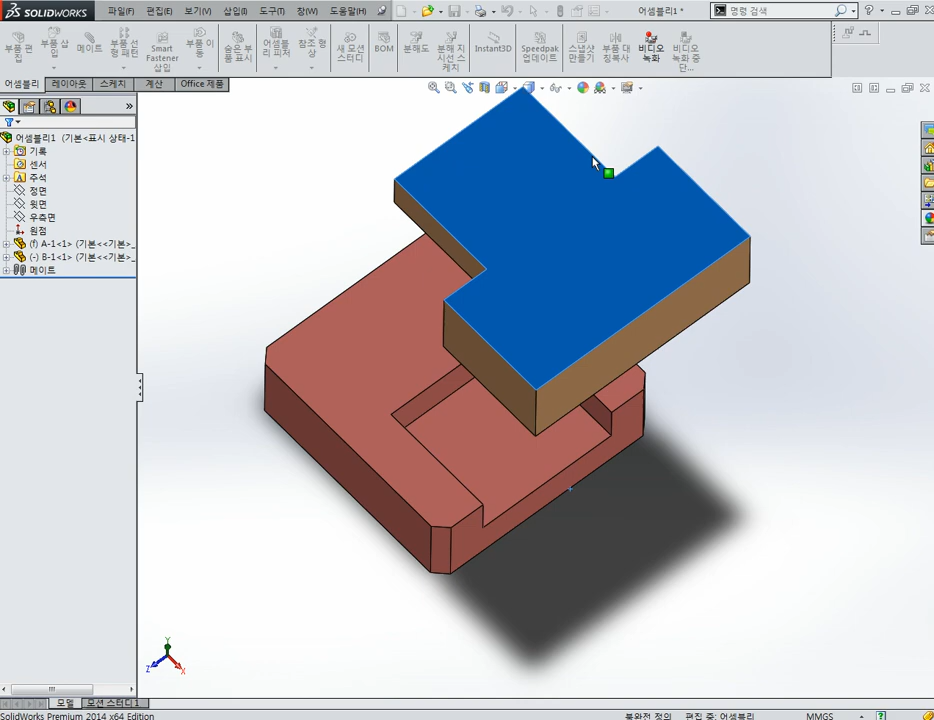 SOLIDWORKS 파일(F) 편집(E) 보기(V) 삽입(I) 도구(T) 창(W) 도움말(H) 어셈블리1 * 명령 검색
부품 편집
부품 삽입
메이트
부품 선형 패턴
Smart Fastener 삽입
부품 이동
숨은 부품 표시
어셈블리 피처
참조 형상
새 모션 스터디
BOM
분해도
분해 지시선 스케치
Instant3D
Speedpak 업데이트
스냅샷 만들기
부품 대칭복사
비디오 녹화
비디오 녹화 중단...
어셈블리 레이아웃 스케치 계산 Office 제품
어셈블리1 (기본<표시 상태-1
기록
센서
주석
정면
윗면
우측면
원점
(f) A-1<1> (기본<<기본>_
(-) B-1<1> (기본<<기본>_
메이트
Y
Z X
모델 모션 스터디1
SolidWorks Premium 2014 x64 Edition 불완전 정의 편집 중: 어셈블리 MMGS